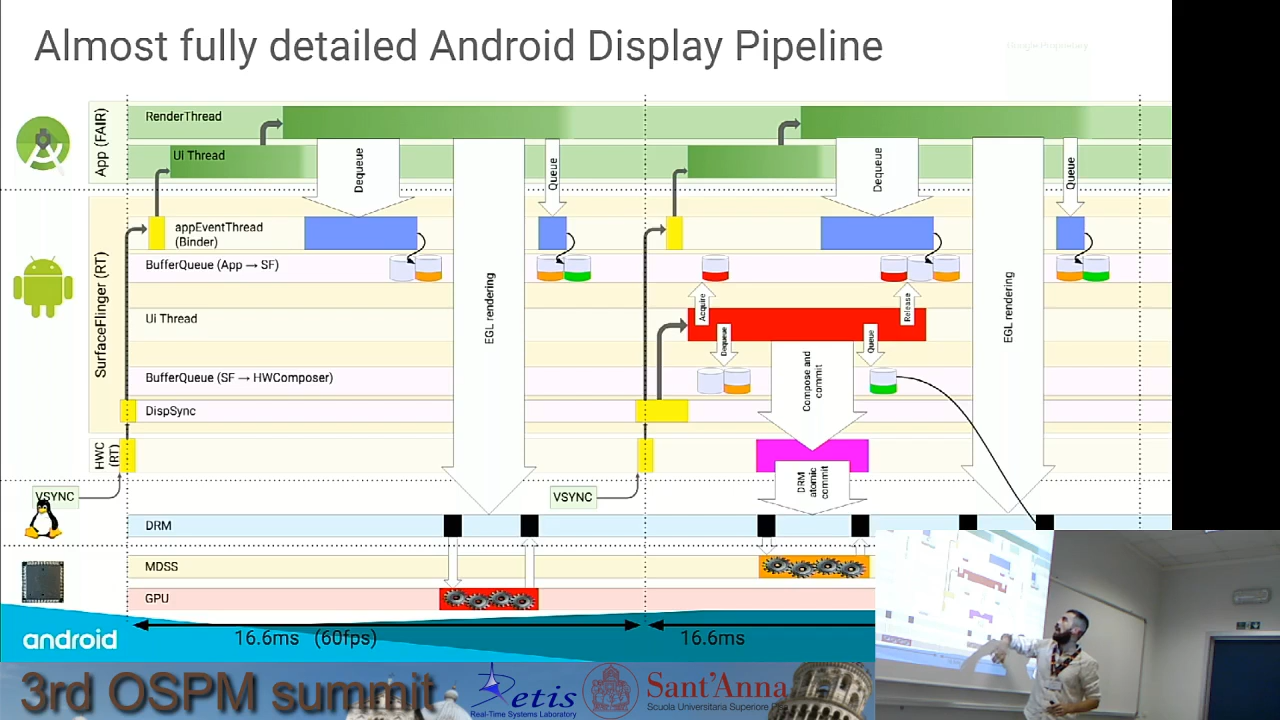 Almost fully detailed Android Display Pipeline
Google Proprietary
App (FAIR)
RenderThread
Ui Thread
Dequeue
Queue
Dequeue
Queue
SurfaceFlinger (RT)
appEventThread
(Binder)
BufferQueue (App → SF)
EGL rendering
Acquire
Release
EGL rendering
Ui Thread
Dequeue
Queue
Compose and
commit
BufferQueue (SF → HWComposer)
DispSync
HWC
(RT)
DRM
atomic
commit
VSYNC
VSYNC
DRM
MDSS
GPU
android
16.6ms (60fps)
16.6ms
3rd OSPM summit
Retis
Real-Time Systems Laboratory
Sant'Anna
Scuola Universitaria Superiore